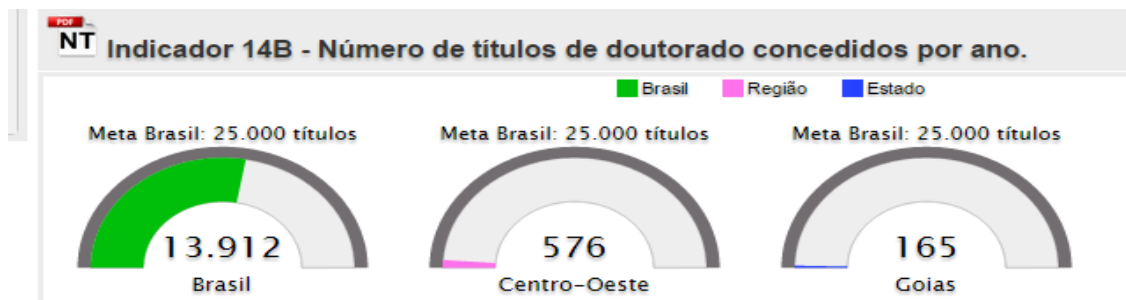 PDF
NT
Indicador 14B - Número de títulos de doutorado concedidos por ano.
Brasil Região Estado
Meta Brasil: 25.000 títulos Meta Brasil: 25.000 títulos Meta Brasil: 25.000 títulos
13.912 576 165
Brasil Centro-Oeste Goias